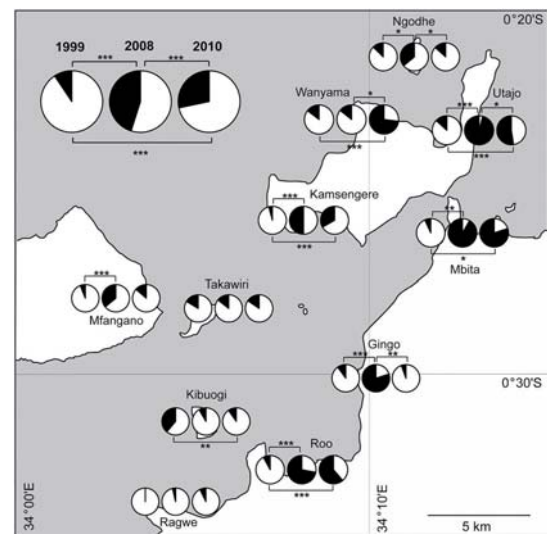 0°20'S
Ngodhe
1999 2008 2010
* *
*** ***
Wanyama
*
Utajo
*** *
***
***
***
Kamsengere
***
**
***
*
Mbita
***
Takawiri
Mfangano
Gingo
*** **
0°30'S
Kibuogi
**
*** Roo
***
Ragwe
34°00'E
34°10'E
5 km